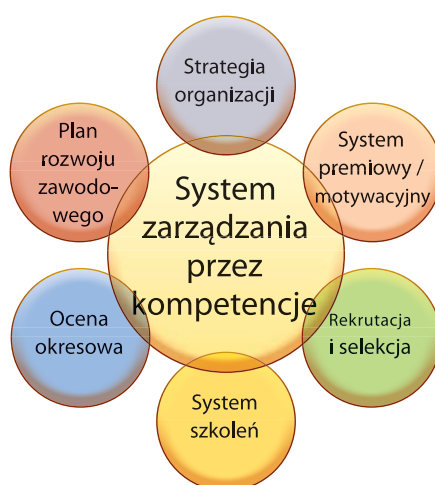 Strategia
organizacji
System
premiowy /
motywacyjny
Rekrutacja
i selekcja
System
szkoleń
Ocena
okresowa
Plan
rozwoju
zawodo-
wego
System
zarządzania
przez
kompetencje